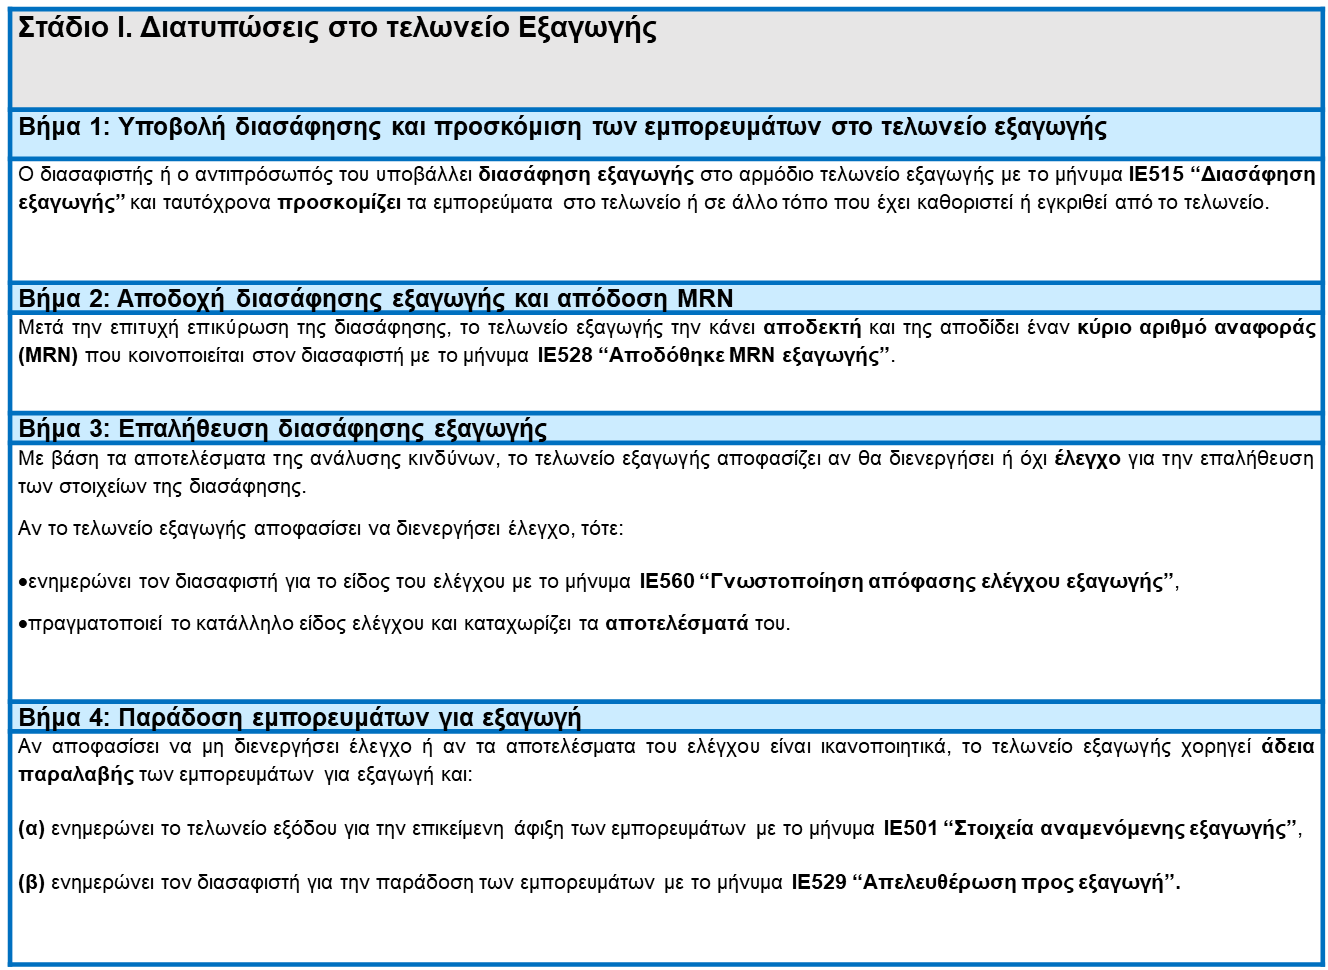 Στάδιο Ι. Διατυπώσεις στο τελωνείο Εξαγωγής
Βήμα 1: Υποβολή διασάφησης και προσκόμιση των εμπορευμάτων στο τελωνείο εξαγωγής
Ο διασαφιστής ή ο αντιπρόσωπός του υποβάλλει διασάφηση εξαγωγής στο αρμόδιο τελωνείο εξαγωγής με το μήνυμα ΙΕ515 “Διασάφηση
εξαγωγής” και ταυτόχρονα προσκομίζει τα εμπορεύματα στο τελωνείο ή σε άλλο τόπο που έχει καθοριστεί ή εγκριθεί από το τελωνείο.
Βήμα 2: Αποδοχή διασάφησης εξαγωγής και απόδοση MRN
Μετά την επιτυχή επικύρωση της διασάφησης, το τελωνείο εξαγωγής την κάνει αποδεκτή και της αποδίδει έναν κύριο αριθμό αναφοράς
(MRN) που κοινοποιείται στον διασαφιστή με το μήνυμα ΙΕ528 “Αποδόθηκε MRN εξαγωγής”.
Βήμα 3: Επαλήθευση διασάφησης εξαγωγής
Με βάση τα αποτελέσματα της ανάλυσης κινδύνων, το τελωνείο εξαγωγής αποφασίζει αν θα διενεργήσει ή όχι έλεγχο για την επαλήθευση
των στοιχείων της διασάφησης.
Αν το τελωνείο εξαγωγής αποφασίσει να διενεργήσει έλεγχο, τότε:
•ενημερώνει τον διασαφιστή για το είδος του ελέγχου με το μήνυμα ΙΕ560 “Γνωστοποίηση απόφασης ελέγχου εξαγωγής”,
•πραγματοποιεί το κατάλληλο είδος ελέγχου και καταχωρίζει τα αποτελέσματά του.
Βήμα 4: Παράδοση εμπορευμάτων για εξαγωγή
Αν αποφασίσει να μη διενεργήσει έλεγχο ή αν τα αποτελέσματα του ελέγχου είναι ικανοποιητικά, το τελωνείο εξαγωγής χορηγεί άδεια
παραλαβής των εμπορευμάτων για εξαγωγή και:
(α) ενημερώνει το τελωνείο εξόδου για την επικείμενη άφιξη των εμπορευμάτων με το μήνυμα ΙΕ501 “Στοιχεία αναμενόμενης εξαγωγής”,
(β) ενημερώνει τον διασαφιστή για την παράδοση των εμπορευμάτων με το μήνυμα ΙΕ529 “Απελευθέρωση προς εξαγωγή”.